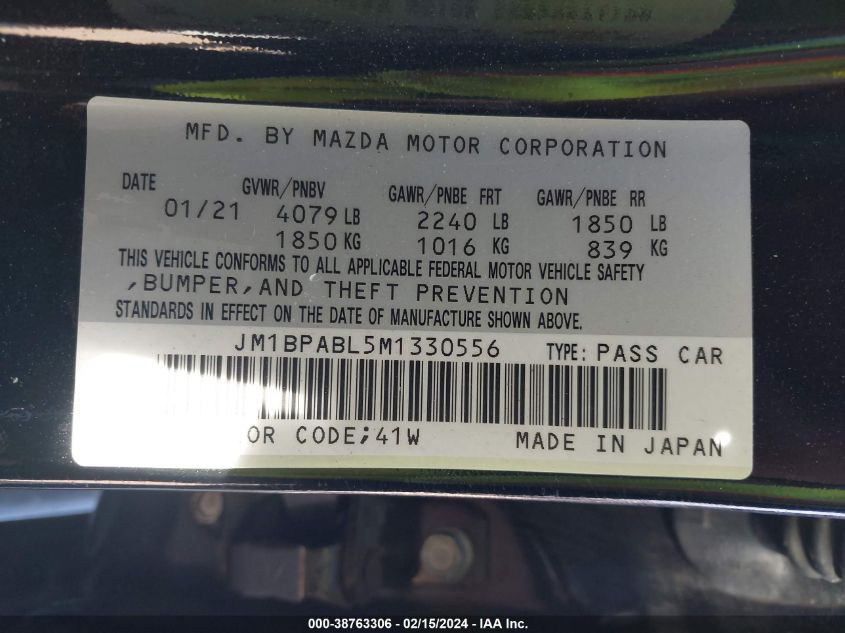 MFD. BY MAZDA MOTOR CORPORATION
DATE GVWR/PNBV GAWR/PNBE FRT GAWR/PNBE RR
01/21 4079 LB 2240 LB 1850 LB
1850 KG 1016 KG 839 KG
THIS VEHICLE CONFORMS TO ALL APPLICABLE FEDERAL MOTOR VEHICLE SAFETY
,BUMPER,AND THEFT PREVENTION
STANDARDS IN EFFECT ON THE DATE OF MANUFACTURE SHOWN ABOVE.
JM1BPABL5M1330556 TYPE: PASS CAR
OR CODE;41W MADE IN JAPAN
000-38763306 - 02/15/2024 - IAA Inc.